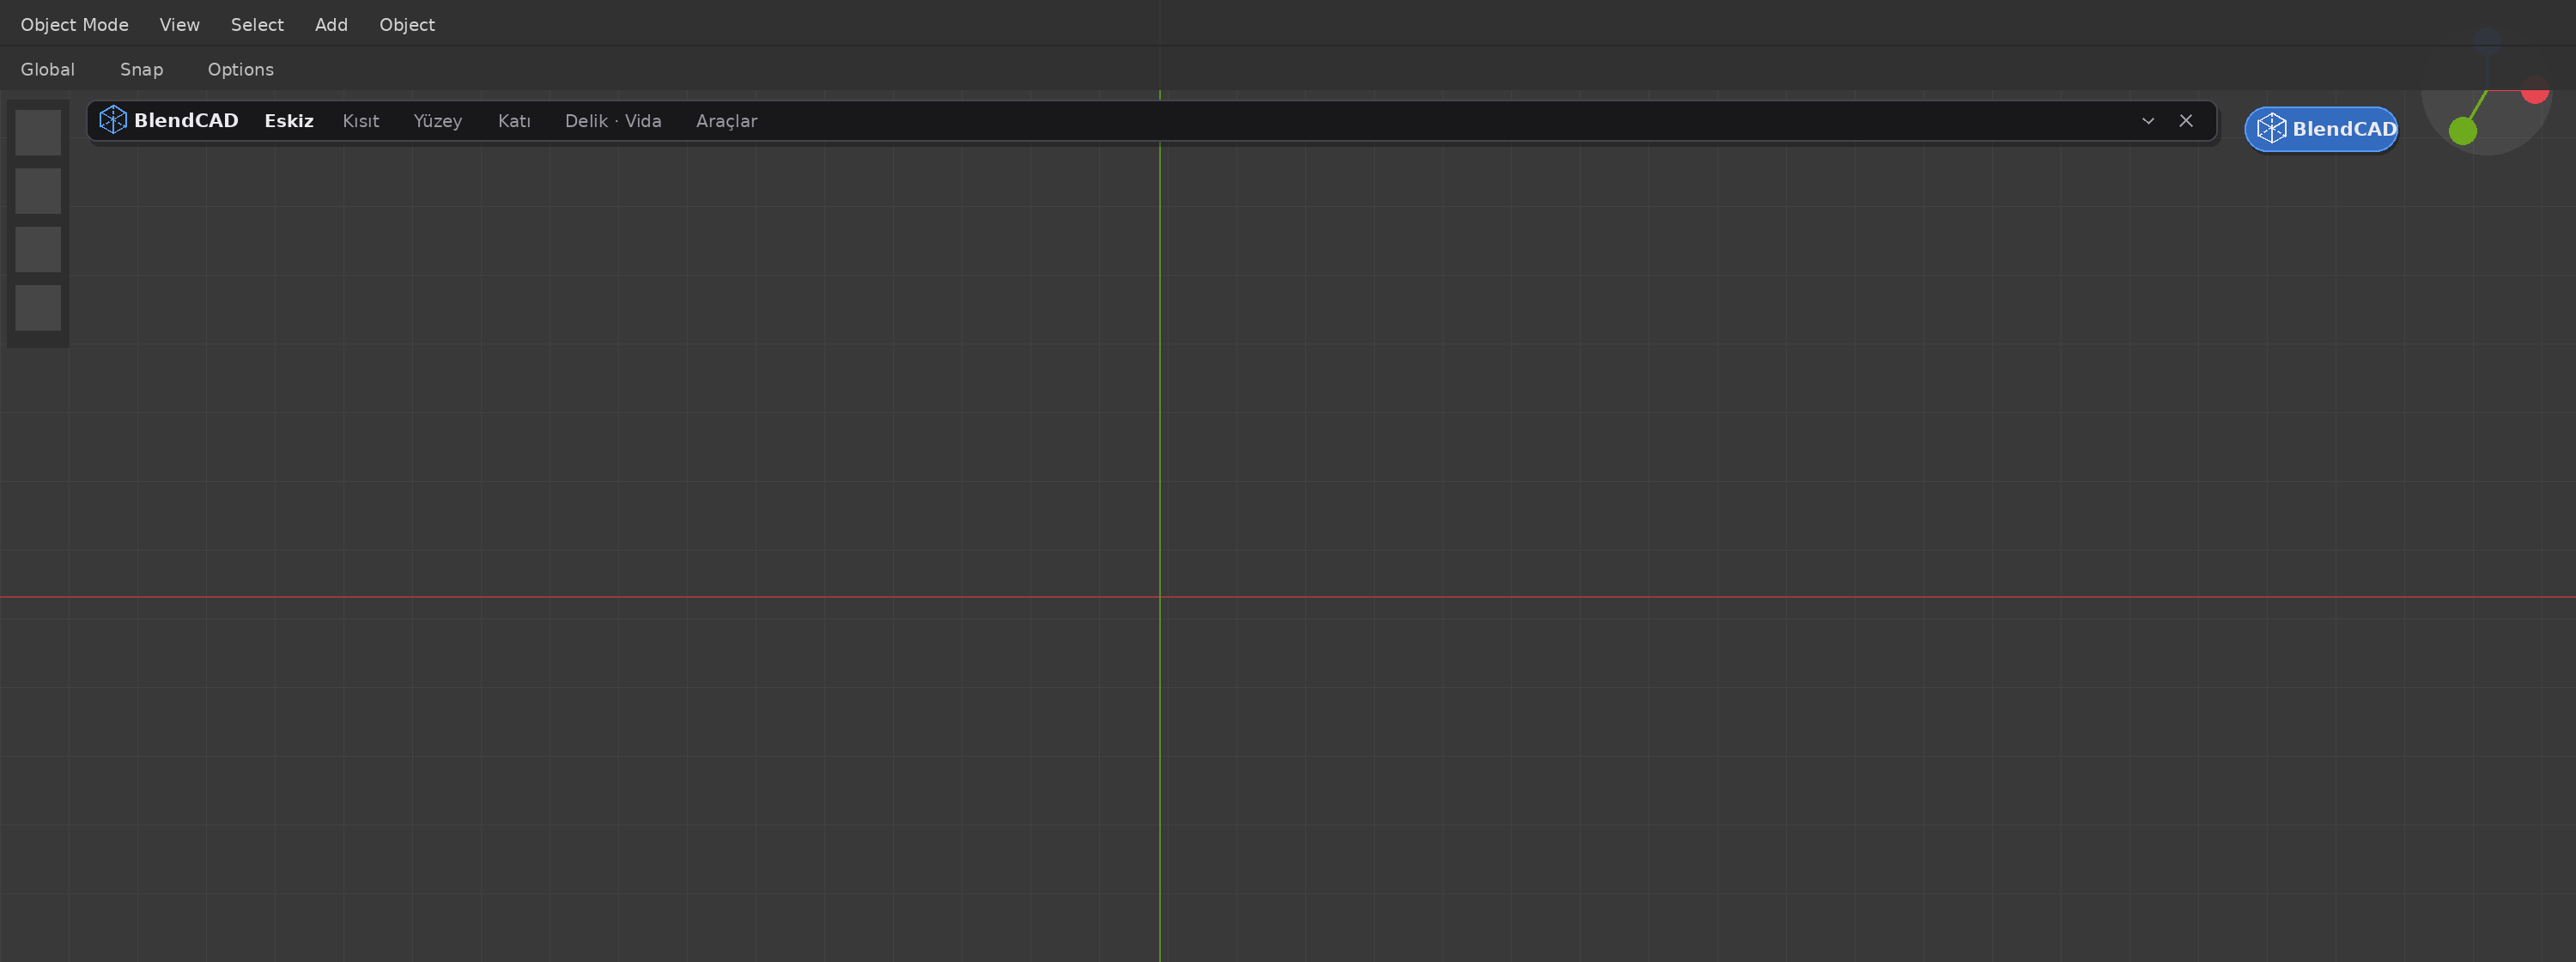 Object Mode View Select Add Object
Global Snap Options
BlendCAD Eskiz Kısıt Yüzey Katı Delik · Vida Araçlar
BlendCAD